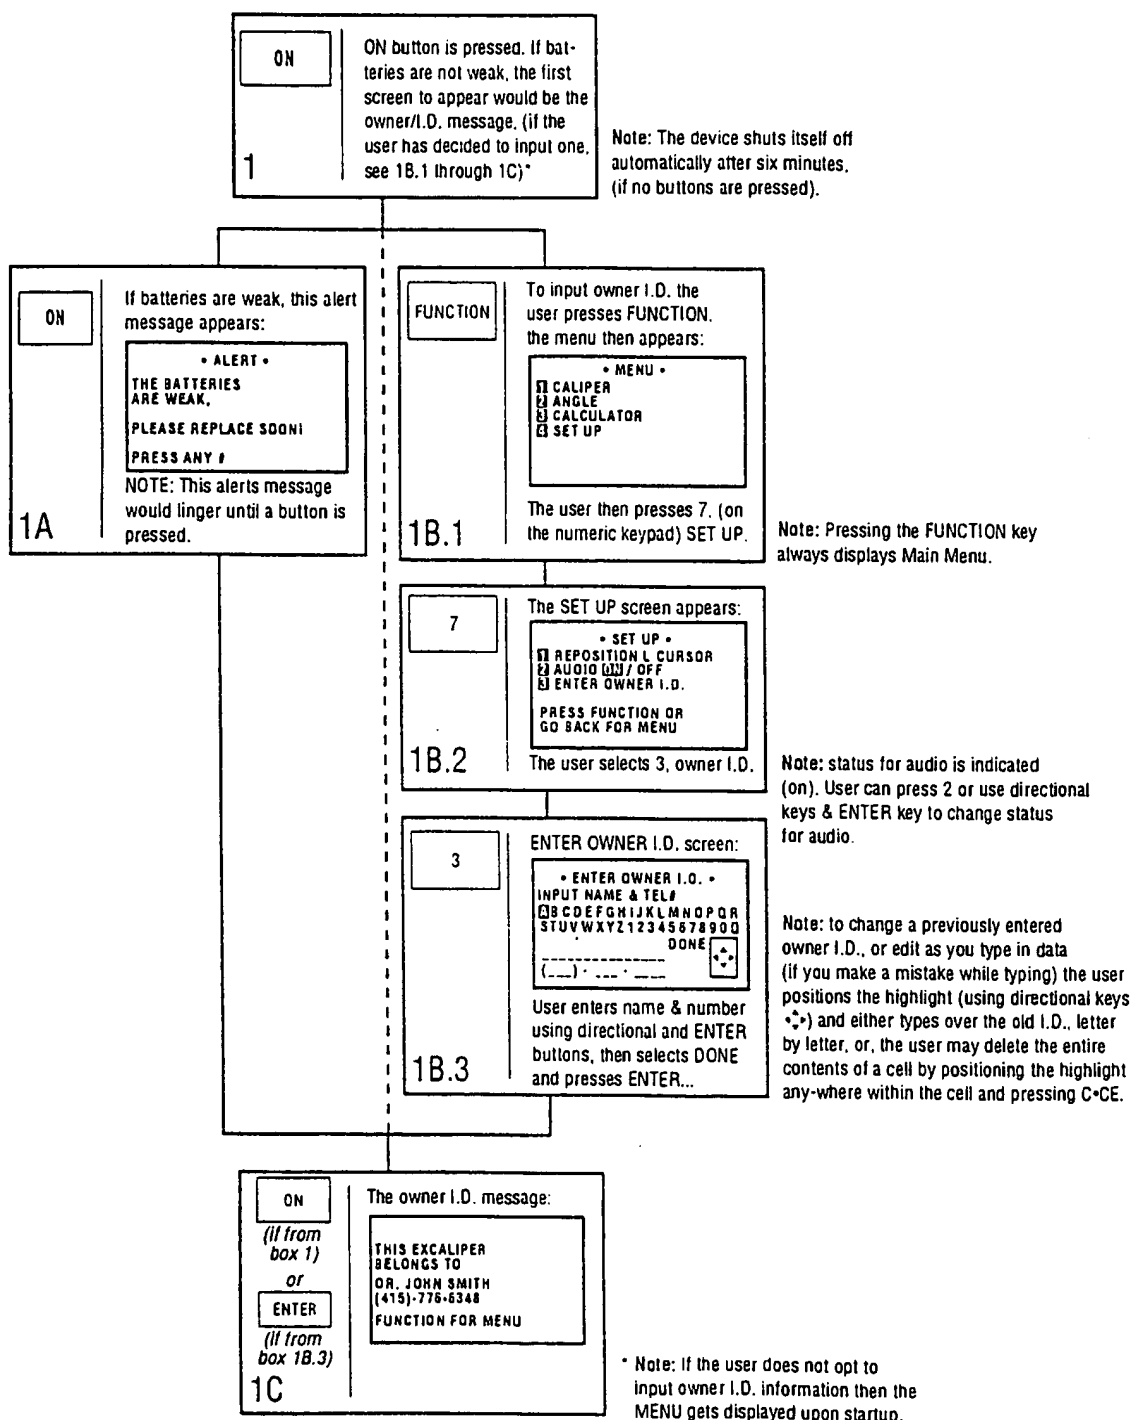 ON
ON button is pressed. If bat-
teries are not weak, the first
screen to appear would be the
owner/I.D. message, (if the
user has decided to input one,
see 1B.1 through 1C)*
1
Note: The device shuts itself off
automatically after six minutes,
(if no buttons are pressed).
ON
If batteries are weak, this alert
message appears:
• ALERT •
THE BATTERIES
ARE WEAK,
PLEASE REPLACE SOON!
PRESS ANY #
NOTE: This alerts message
would linger until a button is
pressed.
1A
FUNCTION
To input owner I.D. the
user presses FUNCTION.
the menu then appears:
• MENU •
1 CALIPER
2 ANGLE
3 CALCULATOR
4 SET UP
The user then presses 7, (on
the numeric keypad) SET UP.
1B.1
Note: Pressing the FUNCTION key
always displays Main Menu.
7
The SET UP screen appears:
• SET UP •
1 REPOSITION L CURSOR
2 AUDIO ON / OFF
3 ENTER OWNER I.D.
PRESS FUNCTION OR
GO BACK FOR MENU
The user selects 3, owner I.D.
1B.2
Note: status for audio is indicated
(on). User can press 2 or use directional
keys & ENTER key to change status
for audio.
3
ENTER OWNER I.D. screen:
• ENTER OWNER I.D. •
INPUT NAME & TEL#
ABCDEFGHIJKLMNOPQR
STUVWXYZ1234567890
DONE
_ _ _ _ _ _ _ _ _ _ _ _ _ _ _ _
(_ _ _) · _ _ _ · _ _ _ _
User enters name & number
using directional and ENTER
buttons, then selects DONE
and presses ENTER...
1B.3
Note: to change a previously entered
owner I.D., or edit as you type in data
(if you make a mistake while typing) the user
positions the highlight (using directional keys
) and either types over the old I.D., letter
by letter, or, the user may delete the entire
contents of a cell by positioning the highlight
any-where within the cell and pressing C•CE.
ON
(if from
box 1)
or
ENTER
(if from
box 1B.3)
1C
The owner I.D. message:
THIS EXCALIPER
BELONGS TO
DR. JOHN SMITH
(415)-776-6348
FUNCTION FOR MENU
* Note: If the user does not opt to
input owner I.D. information then the
MENU gets displayed upon startup.